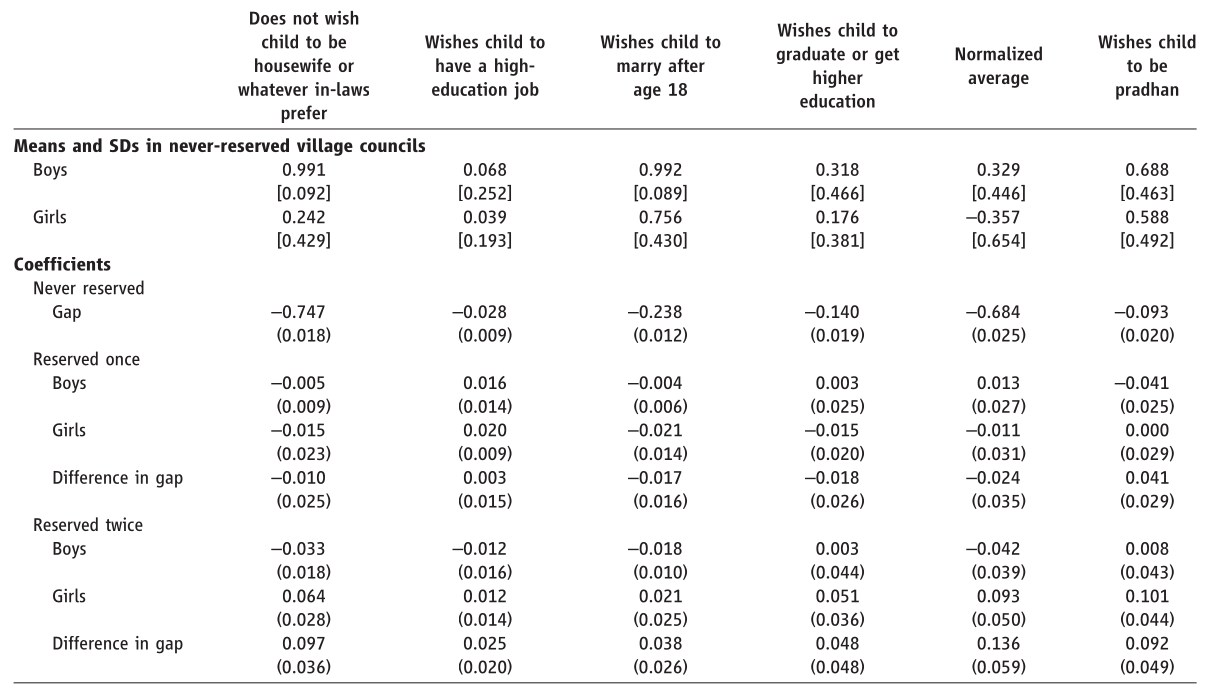 Does not wish child to be housewife or whatever in-laws prefer | Wishes child to have a high-education job | Wishes child to marry after age 18 | Wishes child to graduate or get higher education | Normalized average | Wishes child to be pradhan
Means and SDs in never-reserved village councils
Boys 0.991 0.068 0.992 0.318 0.329 0.688
[0.092] [0.252] [0.089] [0.466] [0.446] [0.463]
Girls 0.242 0.039 0.756 0.176 −0.357 0.588
[0.429] [0.193] [0.430] [0.381] [0.654] [0.492]
Coefficients
Never reserved
Gap −0.747 −0.028 −0.238 −0.140 −0.684 −0.093
(0.018) (0.009) (0.012) (0.019) (0.025) (0.020)
Reserved once
Boys −0.005 0.016 −0.004 0.003 0.013 −0.041
(0.009) (0.014) (0.006) (0.025) (0.027) (0.025)
Girls −0.015 0.020 −0.021 −0.015 −0.011 0.000
(0.023) (0.009) (0.014) (0.020) (0.031) (0.029)
Difference in gap −0.010 0.003 −0.017 −0.018 −0.024 0.041
(0.025) (0.015) (0.016) (0.026) (0.035) (0.029)
Reserved twice
Boys −0.033 −0.012 −0.018 0.003 −0.042 0.008
(0.018) (0.016) (0.010) (0.044) (0.039) (0.043)
Girls 0.064 0.012 0.021 0.051 0.093 0.101
(0.028) (0.014) (0.025) (0.036) (0.050) (0.044)
Difference in gap 0.097 0.025 0.038 0.048 0.136 0.092
(0.036) (0.020) (0.026) (0.048) (0.059) (0.049)